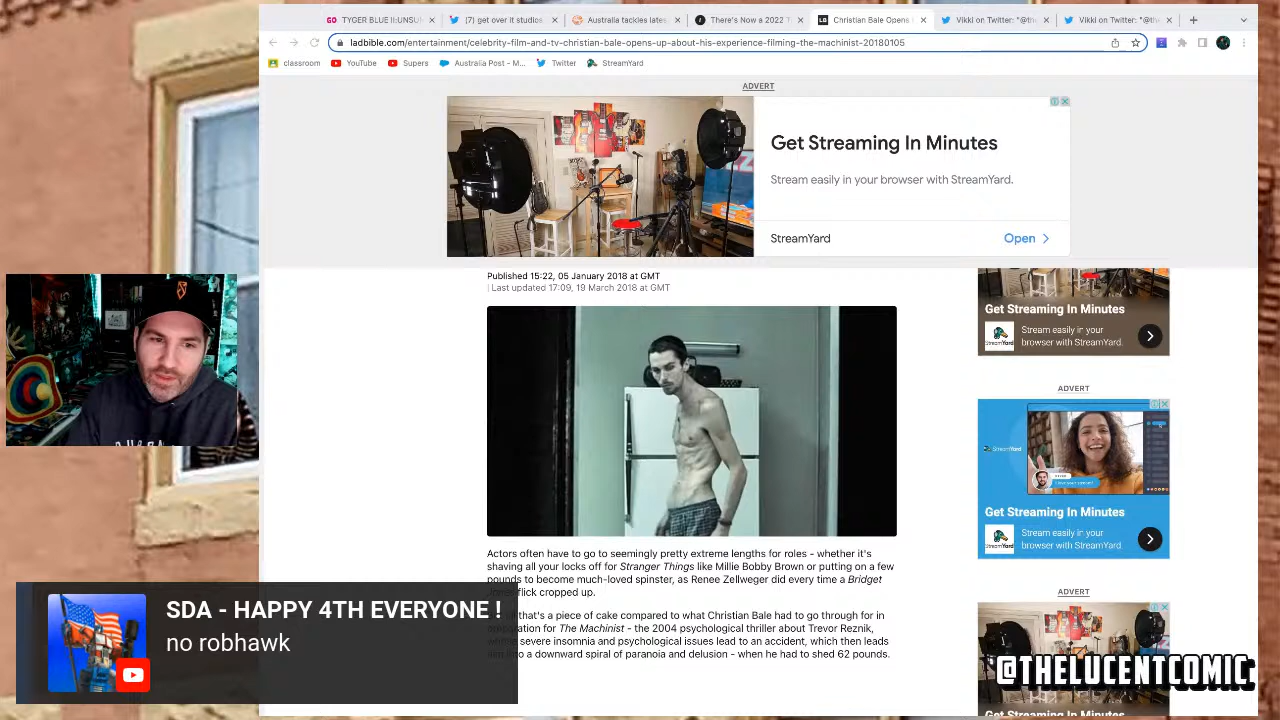 GO TYGER BLUE II:UNSUN
(7) get over it studios
Australia tackles lates
There's Now a 2022 T
LB Christian Bale Opens
Vikki on Twitter: "@the
Vikki on Twitter: "@the
ladbible.com/entertainment/celebrity-film-and-tv-christian-bale-opens-up-about-his-experience-filming-the-machinist-20180105
classroom YouTube Supers Australia Post - M... Twitter StreamYard
ADVERT
Get Streaming In Minutes
Stream easily in your browser with StreamYard.
StreamYard Open
Published 15:22, 05 January 2018 at GMT
| Last updated 17:09, 19 March 2018 at GMT
Actors often have to go to seemingly pretty extreme lengths for roles - whether it's
shaving all your locks off for Stranger Things like Millie Bobby Brown or putting on a few
pounds to become much-loved spinster, as Renee Zellweger did every time a Bridget
flick cropped up.
that's a piece of cake compared to what Christian Bale had to go through for in
The Machinist - the 2004 psychological thriller about Trevor Reznik,
severe insomnia and psychological issues lead to an accident, which then leads
a downward spiral of paranoia and delusion - when he had to shed 62 pounds.
Get Streaming In Minutes
Stream easily in your
browser with StreamYard.
ADVERT
Get Streaming In Minutes
Stream easily in your
browser with StreamYard.
ADVERT
SDA - HAPPY 4TH EVERYONE !
no robhawk
@THELUCENTCOMIC